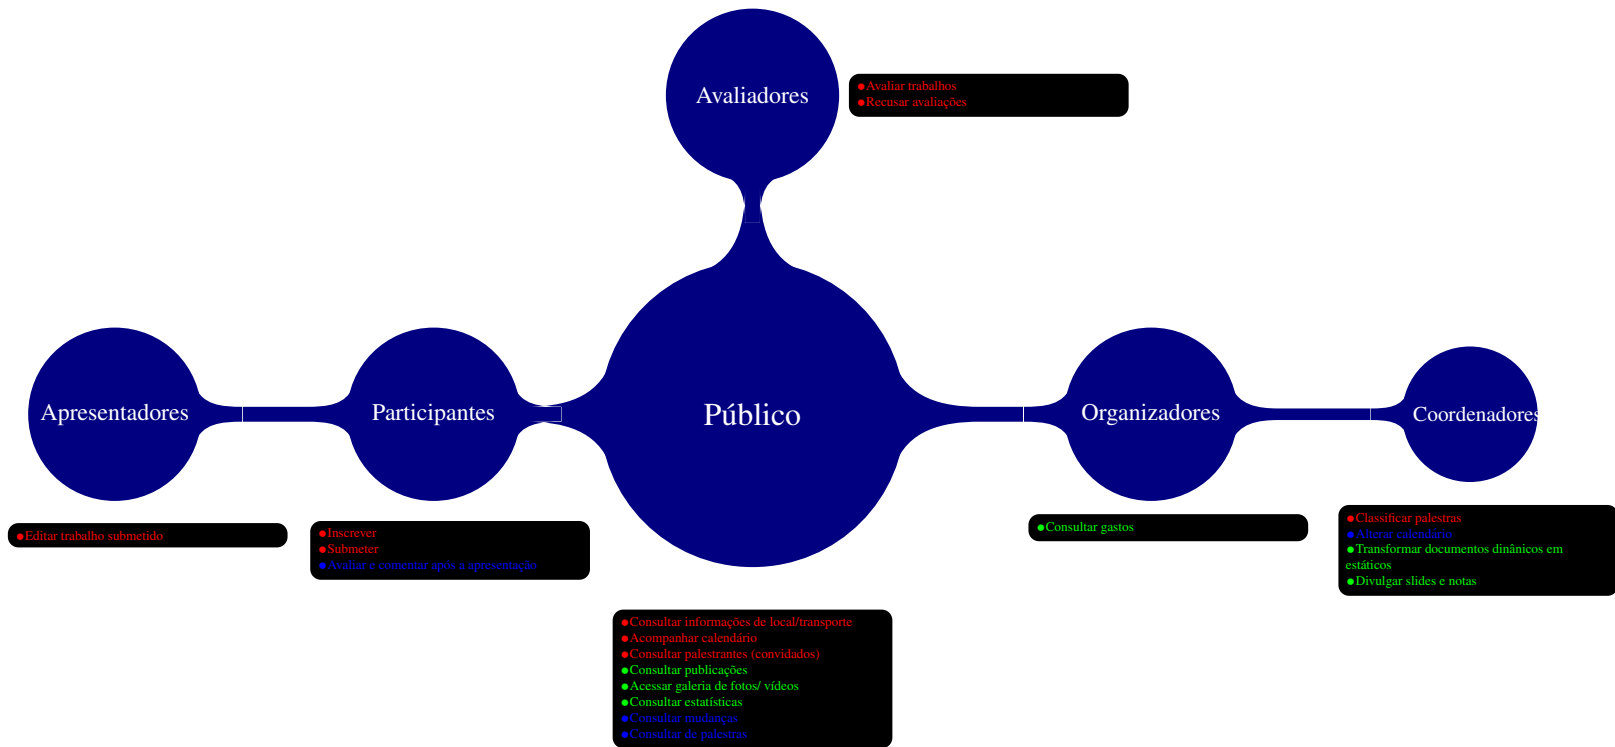 Avaliadores
●Avaliar trabalhos
●Recusar avaliações
Apresentadores
Participantes
Público
Organizadores
Coordenadores
●Editar trabalho submetido
●Inscrever
●Submeter
●Avaliar e comentar após a apresentação
●Consultar gastos
●Classificar palestras
●Alterar calendário
●Transformar documentos dinânicos em
estáticos
●Divulgar slides e notas
●Consultar informações de local/transporte
●Acompanhar calendário
●Consultar palestrantes (convidados)
●Consultar publicações
●Acessar galeria de fotos/ vídeos
●Consultar estatísticas
●Consultar mudanças
●Consultar de palestras